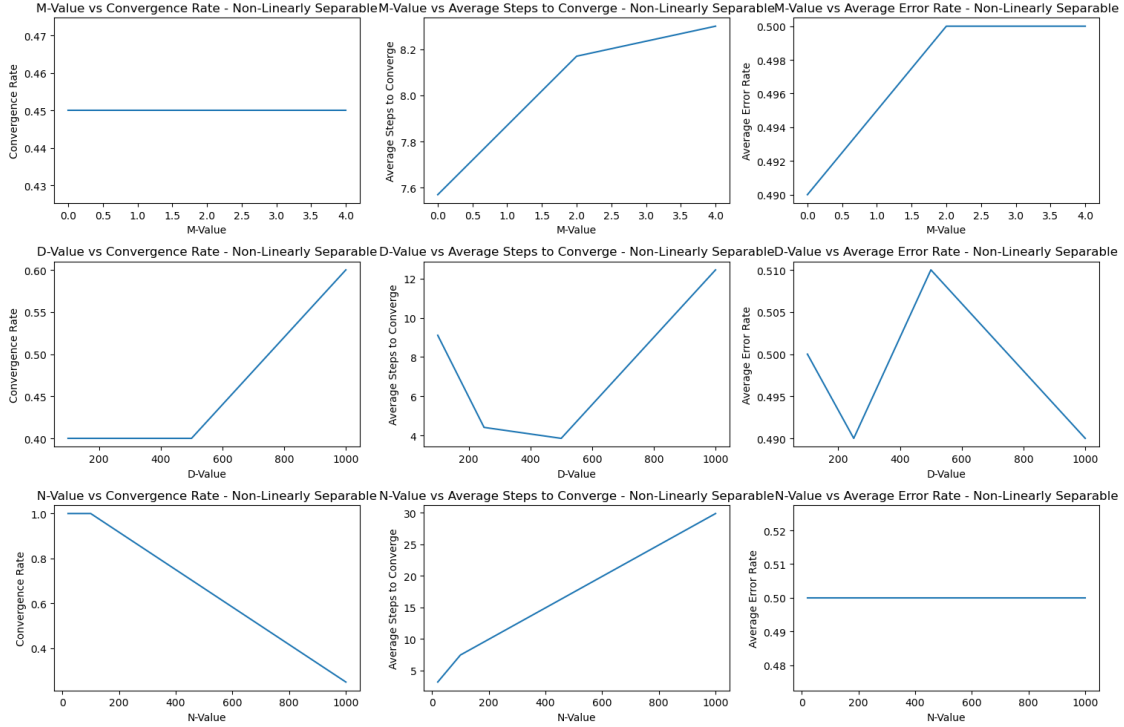 M-Value vs Convergence Rate - Non-Linearly Separable
Convergence Rate
0.47
0.46
0.45
0.44
0.43
0.0 0.5 1.0 1.5 2.0 2.5 3.0 3.5 4.0
M-Value
M-Value vs Average Steps to Converge - Non-Linearly Separable
Average Steps to Converge
8.2
8.0
7.8
7.6
0.0 0.5 1.0 1.5 2.0 2.5 3.0 3.5 4.0
M-Value
M-Value vs Average Error Rate - Non-Linearly Separable
Average Error Rate
0.500
0.498
0.496
0.494
0.492
0.490
0.0 0.5 1.0 1.5 2.0 2.5 3.0 3.5 4.0
M-Value
D-Value vs Convergence Rate - Non-Linearly Separable
Convergence Rate
0.60
0.55
0.50
0.45
0.40
200 400 600 800 1000
D-Value
D-Value vs Average Steps to Converge - Non-Linearly Separable
Average Steps to Converge
12
10
8
6
4
200 400 600 800 1000
D-Value
D-Value vs Average Error Rate - Non-Linearly Separable
Average Error Rate
0.510
0.505
0.500
0.495
0.490
200 400 600 800 1000
D-Value
N-Value vs Convergence Rate - Non-Linearly Separable
Convergence Rate
1.0
0.8
0.6
0.4
0 200 400 600 800 1000
N-Value
N-Value vs Average Steps to Converge - Non-Linearly Separable
Average Steps to Converge
30
25
20
15
10
5
0 200 400 600 800 1000
N-Value
N-Value vs Average Error Rate - Non-Linearly Separable
Average Error Rate
0.52
0.51
0.50
0.49
0.48
0 200 400 600 800 1000
N-Value